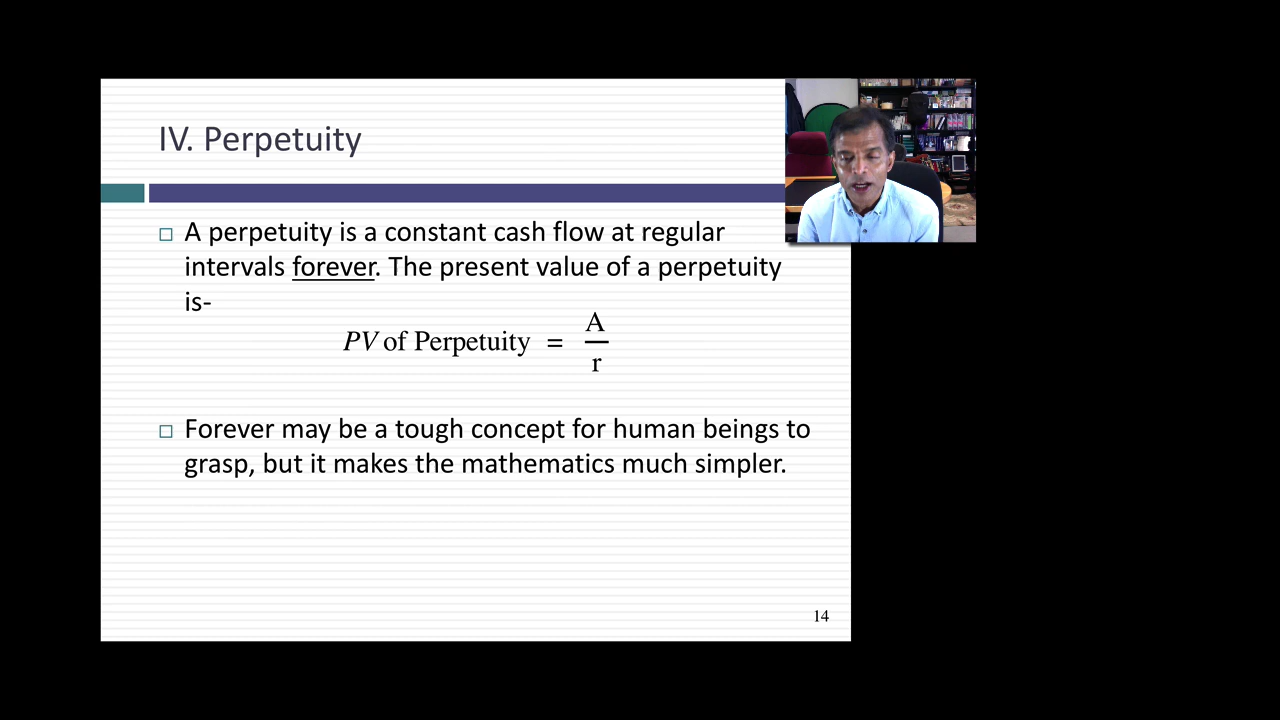 IV. Perpetuity
A perpetuity is a constant cash flow at regular
intervals forever. The present value of a perpetuity
is-
PV of Perpetuity = A/r
Forever may be a tough concept for human beings to
grasp, but it makes the mathematics much simpler.
14